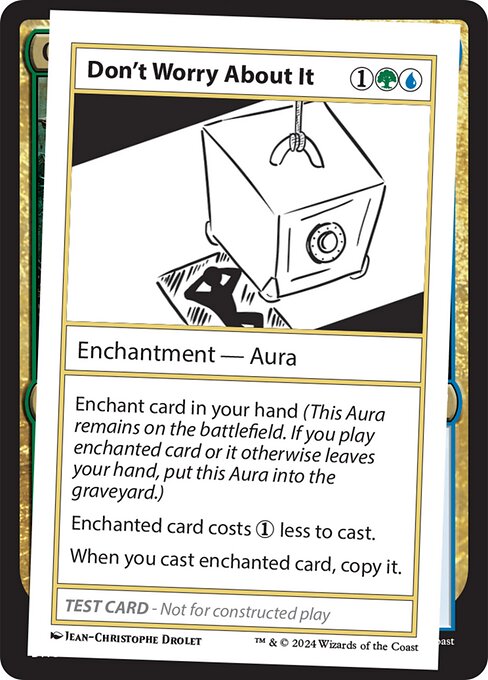 Don't Worry About It 1
Enchantment — Aura
Enchant card in your hand (This Aura
remains on the battlefield. If you play
enchanted card or it otherwise leaves
your hand, put this Aura into the
graveyard.)
Enchanted card costs 1 less to cast.
When you cast enchanted card, copy it.
TEST CARD - Not for constructed play
Jean-Christophe Drolet ™ & © 2024 Wizards of the Coast